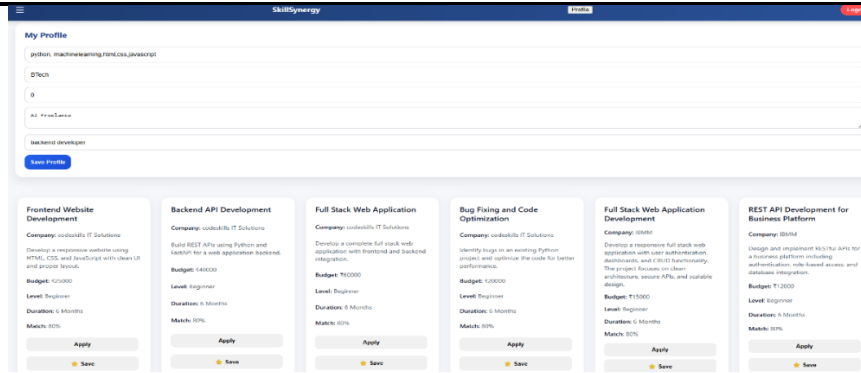 SkillSynergy
Profile
My Profile
python, machinelearning,html,css,javascript
BTech
0
AI Freelance
backend developer
Save Profile
Frontend Website
Development
Company: codeskills IT Solutions
Develop a responsive website using
HTML, CSS, and JavaScript with clean UI
and proper layout.
Budget: ₹25000
Level: Beginner
Duration: 6 Months
Match: 80%
Apply
⭐ Save
Backend API Development
Company: codeskills IT Solutions
Build REST APIs using Python and
FastAPI for a web application backend.
Budget: ₹40000
Level: Beginner
Duration: 6 Months
Match: 80%
Apply
⭐ Save
Full Stack Web Application
Company: codeskills IT Solutions
Develop a complete full stack web
application with frontend and backend
integration.
Budget: ₹60000
Level: Beginner
Duration: 6 Months
Match: 80%
Apply
⭐ Save
Bug Fixing and Code
Optimization
Company: codeskills IT Solutions
Identify bugs in an existing Python
project and optimize the code for better
performance.
Budget: ₹20000
Level: Beginner
Duration: 6 Months
Match: 80%
Apply
⭐ Save
Full Stack Web Application
Development
Company: IBMM
Develop a responsive full stack web
application with user authentication,
dashboards, and CRUD functionality.
The project focuses on clean
architecture, secure APIs, and scalable
design.
Budget: ₹15000
Level: Beginner
Duration: 6 Months
Match: 80%
Apply
⭐ Save
REST API Development for
Business Platform
Company: IBMM
Design and implement RESTful APIs for
a business platform including
authentication, role-based access, and
database integration.
Budget: ₹12000
Level: Beginner
Duration: 6 Months
Match: 80%
Apply
⭐ Save